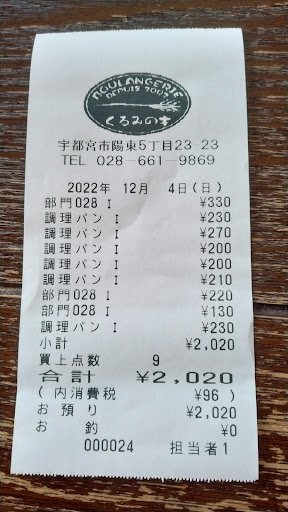 BOULANGERIE
DEPUIS 2002
くるみの木
宇都宮市陽東5丁目23-23
TEL 028-661-9869
2022年 12月 4日(日)
部門028 I ¥330
調理パン I ¥230
調理パン I ¥270
調理パン I ¥200
調理パン I ¥200
調理パン I ¥210
部門028 I ¥220
部門028 I ¥130
調理パン I ¥230
小計 ¥2,020
買上点数 9
合計 ¥2,020
(内消費税 ¥96)
お預り ¥2,020
お釣 ¥0
000024 担当者1